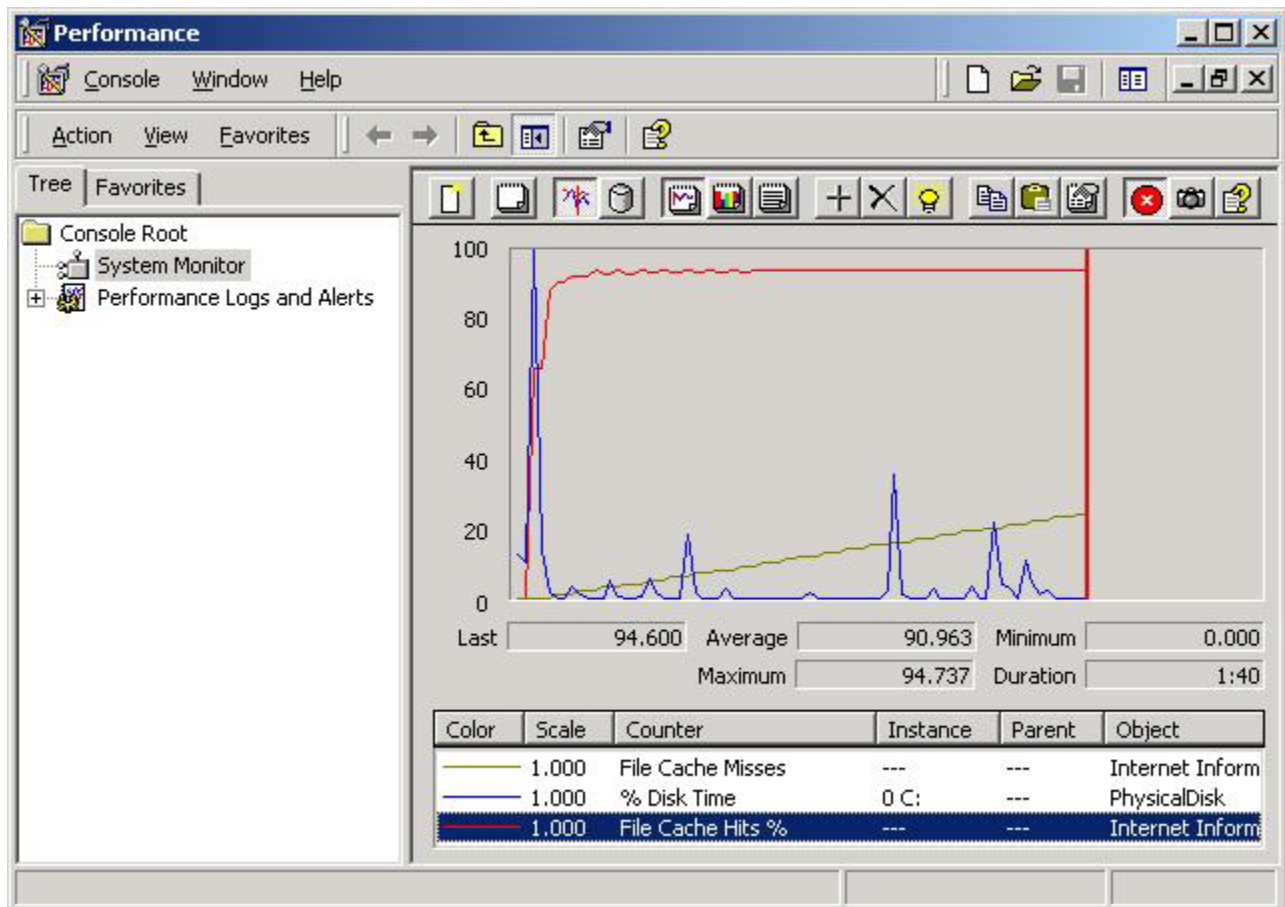 Performance
Console Window Help
Action View Favorites
Tree Favorites
Console Root
System Monitor
Performance Logs and Alerts
100
80
60
40
20
0
Last 94.600 Average 90.963 Minimum 0.000
Maximum 94.737 Duration 1:40
Color Scale Counter Instance Parent Object
1.000 File Cache Misses --- --- Internet Inform
1.000 % Disk Time 0 C: --- PhysicalDisk
1.000 File Cache Hits % --- --- Internet Inform